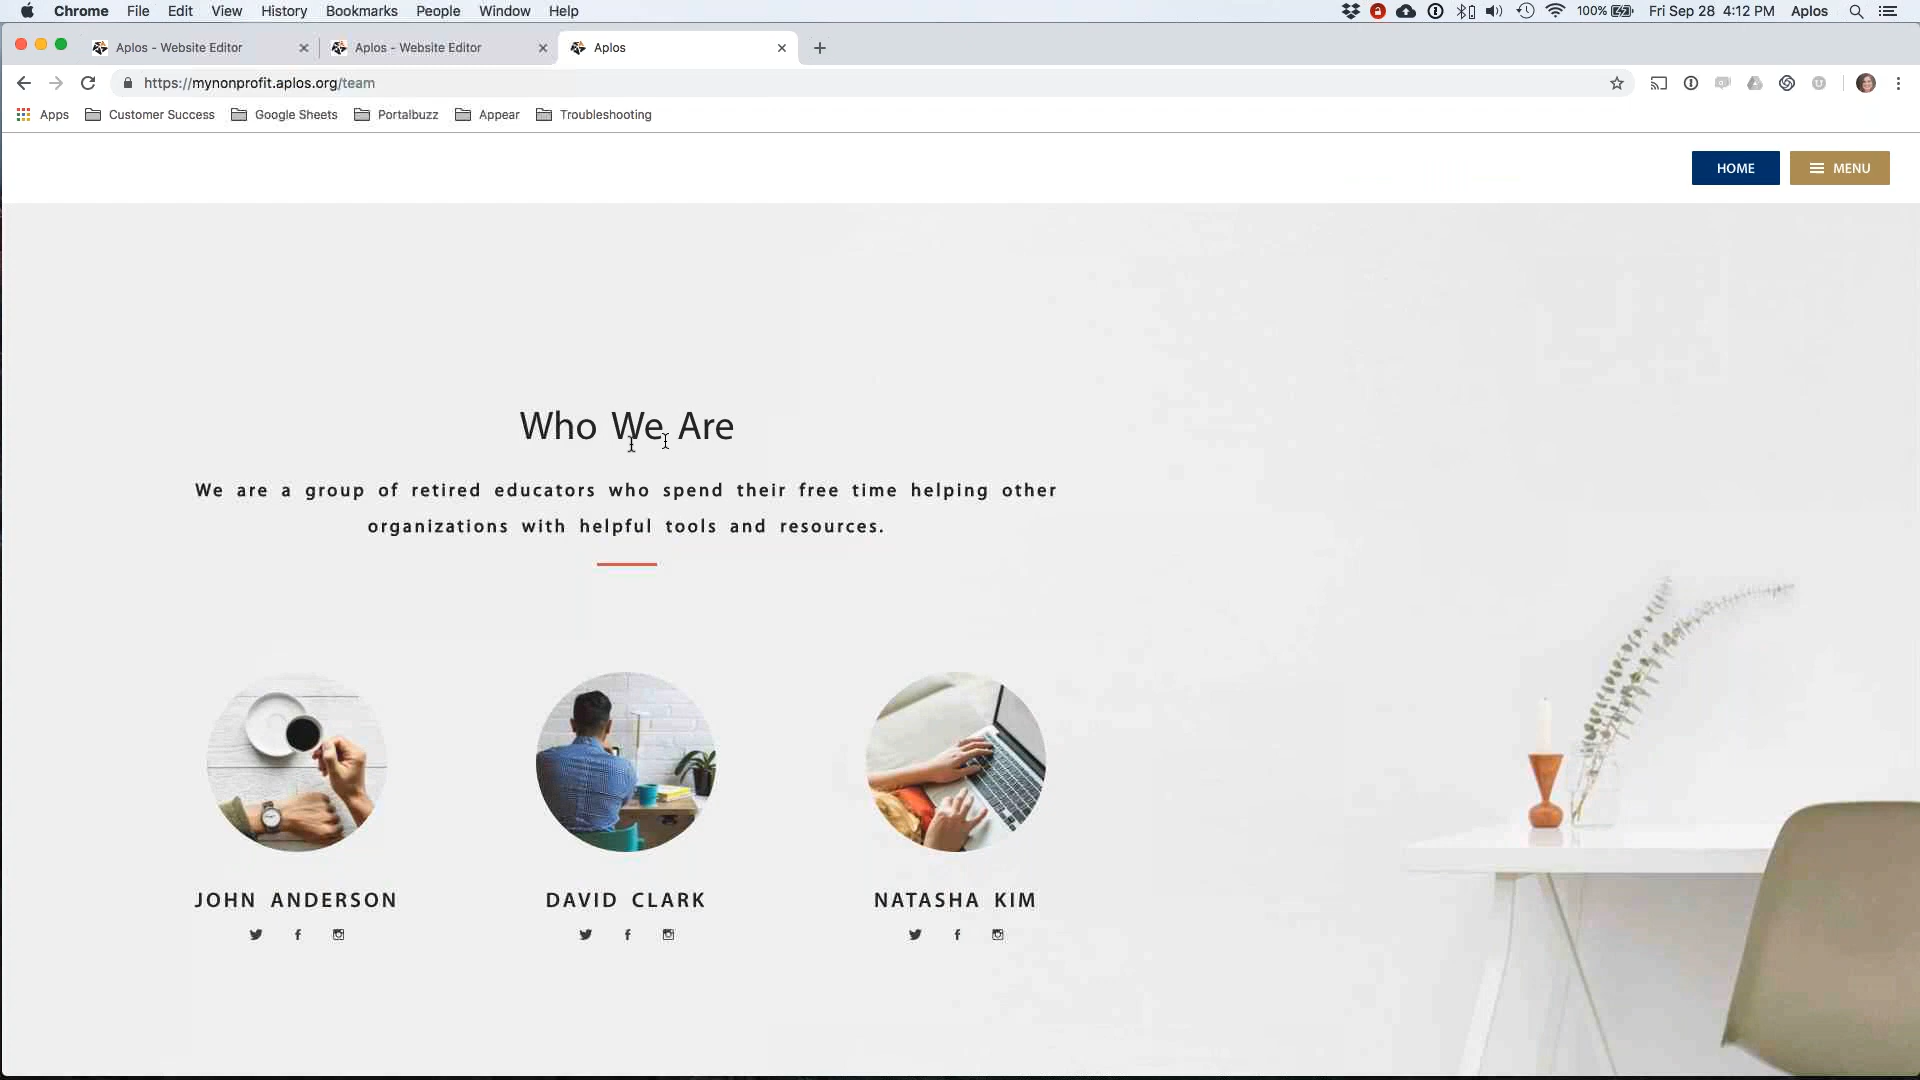 Chrome File Edit View History Bookmarks People Window Help 100% Fri Sep 28 4:12 PM Aplos
Aplos - Website Editor Aplos - Website Editor Aplos
https://mynonprofit.aplos.org/team
Apps Customer Success Google Sheets Portalbuzz Appear Troubleshooting
HOME MENU
Who We Are
We are a group of retired educators who spend their free time helping other
organizations with helpful tools and resources.
JOHN ANDERSON DAVID CLARK NATASHA KIM